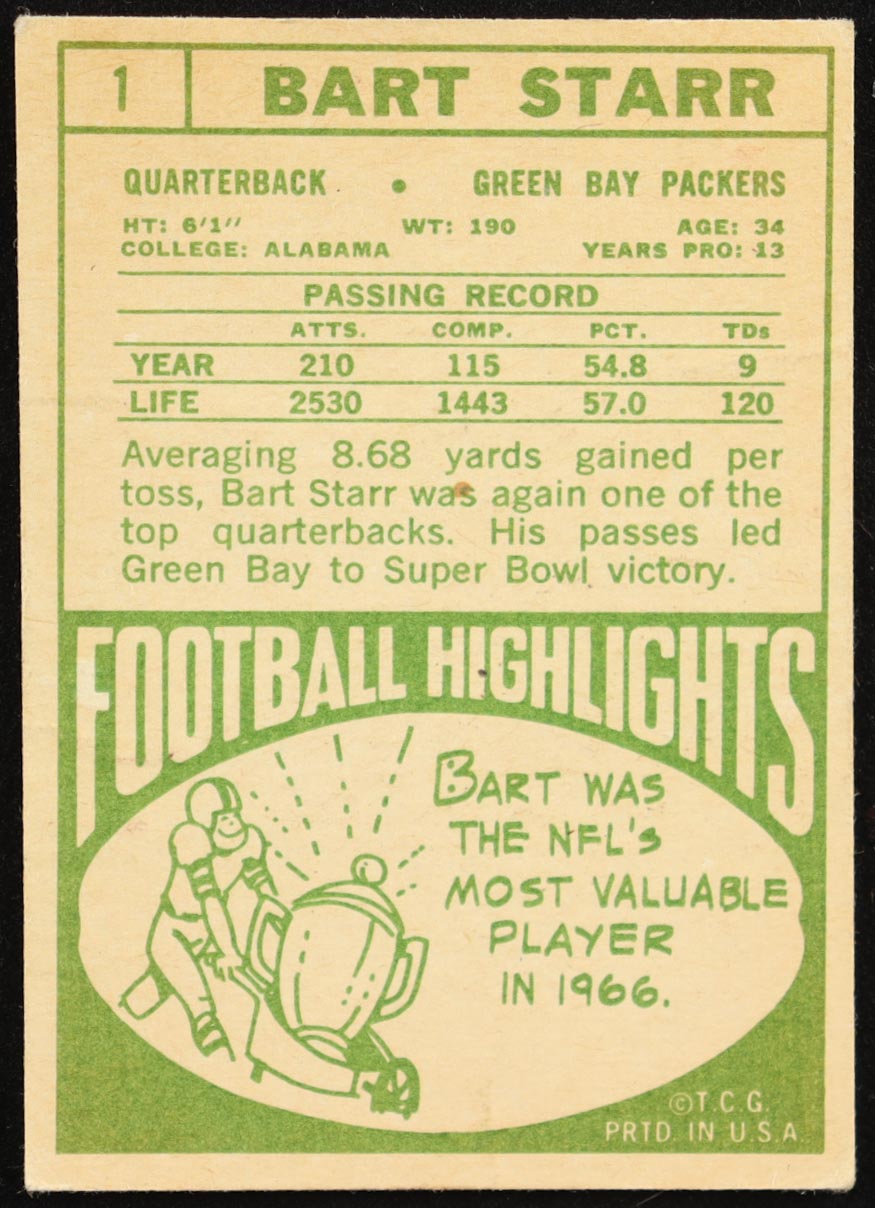 1 BART STARR
QUARTERBACK • GREEN BAY PACKERS
HT: 6'1" WT: 190 AGE: 34
COLLEGE: ALABAMA YEARS PRO: 13
PASSING RECORD
ATTS. COMP. PCT. TDs
YEAR 210 115 54.8 9
LIFE 2530 1443 57.0 120
Averaging 8.68 yards gained per
toss, Bart Starr was again one of the
top quarterbacks. His passes led
Green Bay to Super Bowl victory.
FOOTBALL HIGHLIGHTS
BART WAS
THE NFL'S
MOST VALUABLE
PLAYER
IN 1966.
©T.C.G.
PRTD. IN U.S.A.